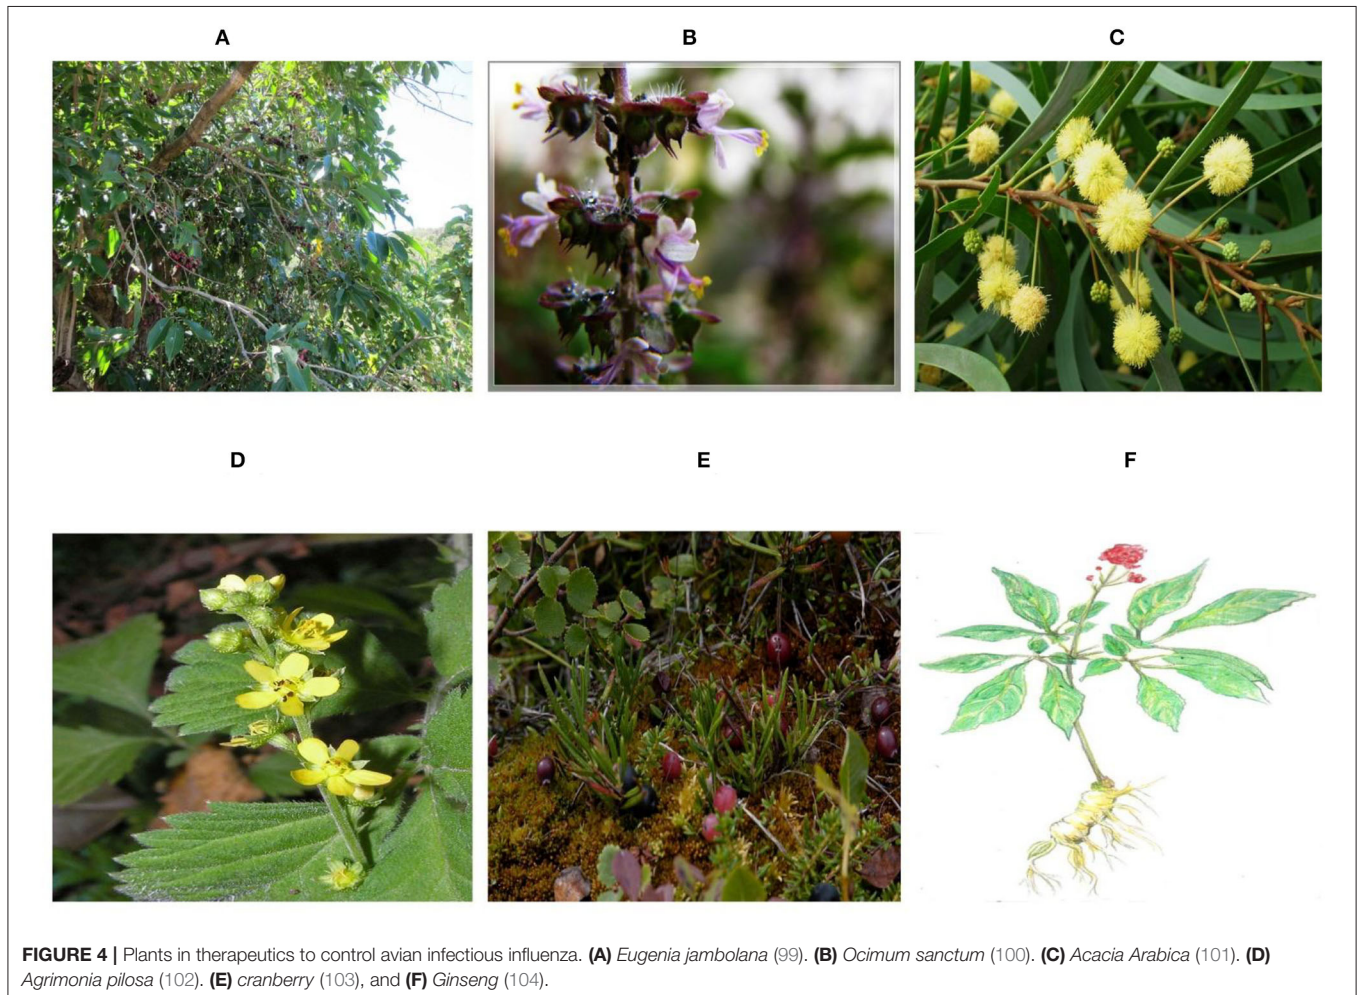 A
B
C
D
E
F
FIGURE 4 | Plants in therapeutics to control avian infectious influenza. (A) Eugenia jambolana (99). (B) Ocimum sanctum (100). (C) Acacia Arabica (101). (D)
Agrimonia pilosa (102). (E) cranberry (103), and (F) Ginseng (104).